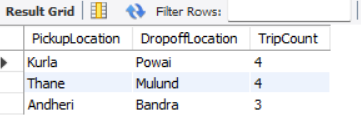 Result Grid Filter Rows:
PickupLocation DropoffLocation TripCount
Kurla Powai 4
Thane Mulund 4
Andheri Bandra 3